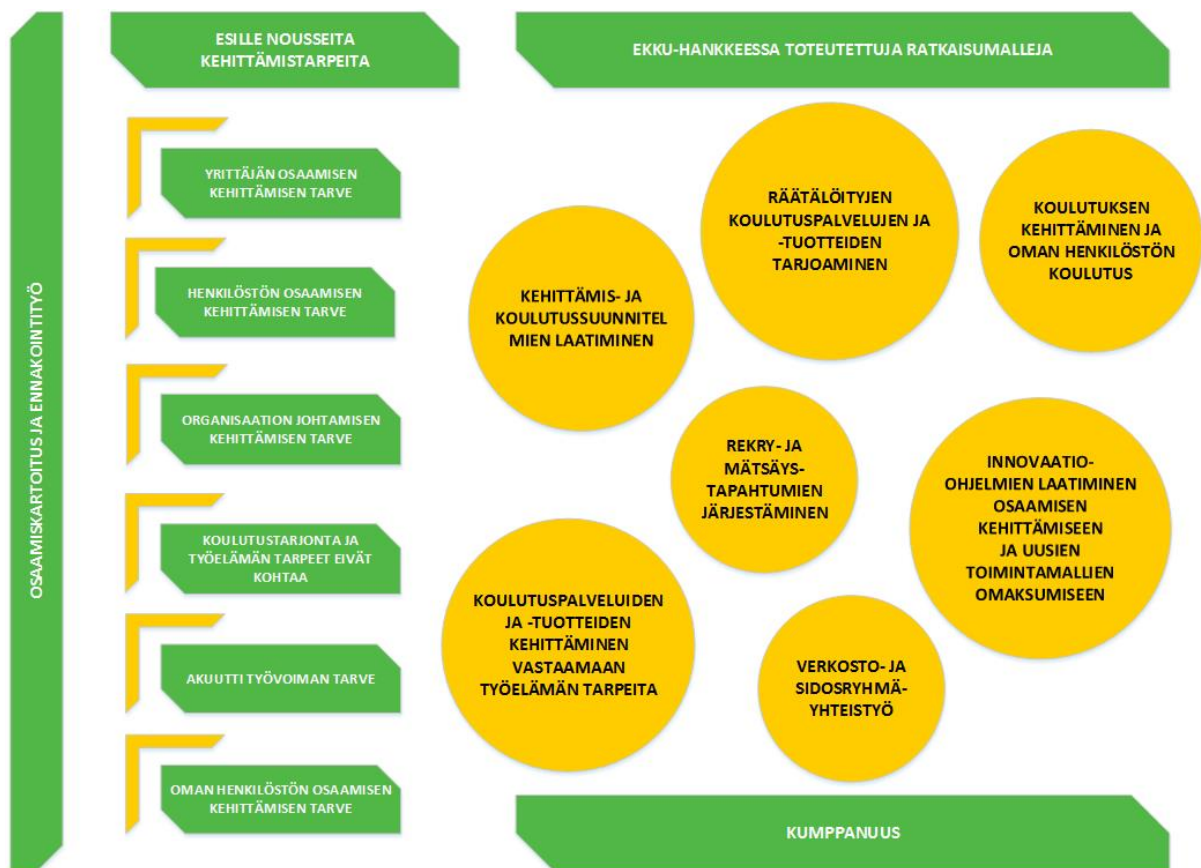 OSAAMISKARTOITUS JA ENNAKOINTITYÖ
ESILLE NOUSSEITA
KEHITTÄMISTARPEITA
YRITTÄJÄN OSAAMISEN
KEHITTÄMISEN TARVE
HENKILÖSTÖN OSAAMISEN
KEHITTÄMISEN TARVE
ORGANISAATION JOHTAMISEN
KEHITTÄMISEN TARVE
KOULUTUSTARJONTA JA
TYÖELÄMÄN TARPEET EIVÄT
KOHTAA
AKUUTTI TYÖVOIMAN TARVE
OMAN HENKILÖSTÖN OSAAMISEN
KEHITTÄMISEN TARVE
EKKU-HANKKEESSA TOTEUTETTUJA RATKAISUMALLEJA
KEHITTÄMIS- JA
KOULUTUSSUUNNITEL
MIEN LAATIMINEN
RÄÄTÄLÖITYJEN
KOULUTUSPALVELUJEN JA
-TUOTTEIDEN
TARJOAMINEN
KOULUTUKSEN
KEHITTÄMINEN JA
OMAN HENKILÖSTÖN
KOULUTUS
REKRY- JA
MÄTSÄYS-
TAPAHTUMIEN
JÄRJESTÄMINEN
INNOVAATIO-
OHJELMIEN LAATIMINEN
OSAAMISEN
KEHITTÄMISEEN
JA UUSIEN
TOIMINTAMALLIEN
OMAKSUMISEEN
KOULUTUSPALVELUIDEN
JA -TUOTTEIDEN
KEHITTÄMINEN
VASTAAMAAN
TYÖELÄMÄN TARPEITA
VERKOSTO- JA
SIDOSRYHMÄ-
YHTEISTYÖ
KUMPPANUUS